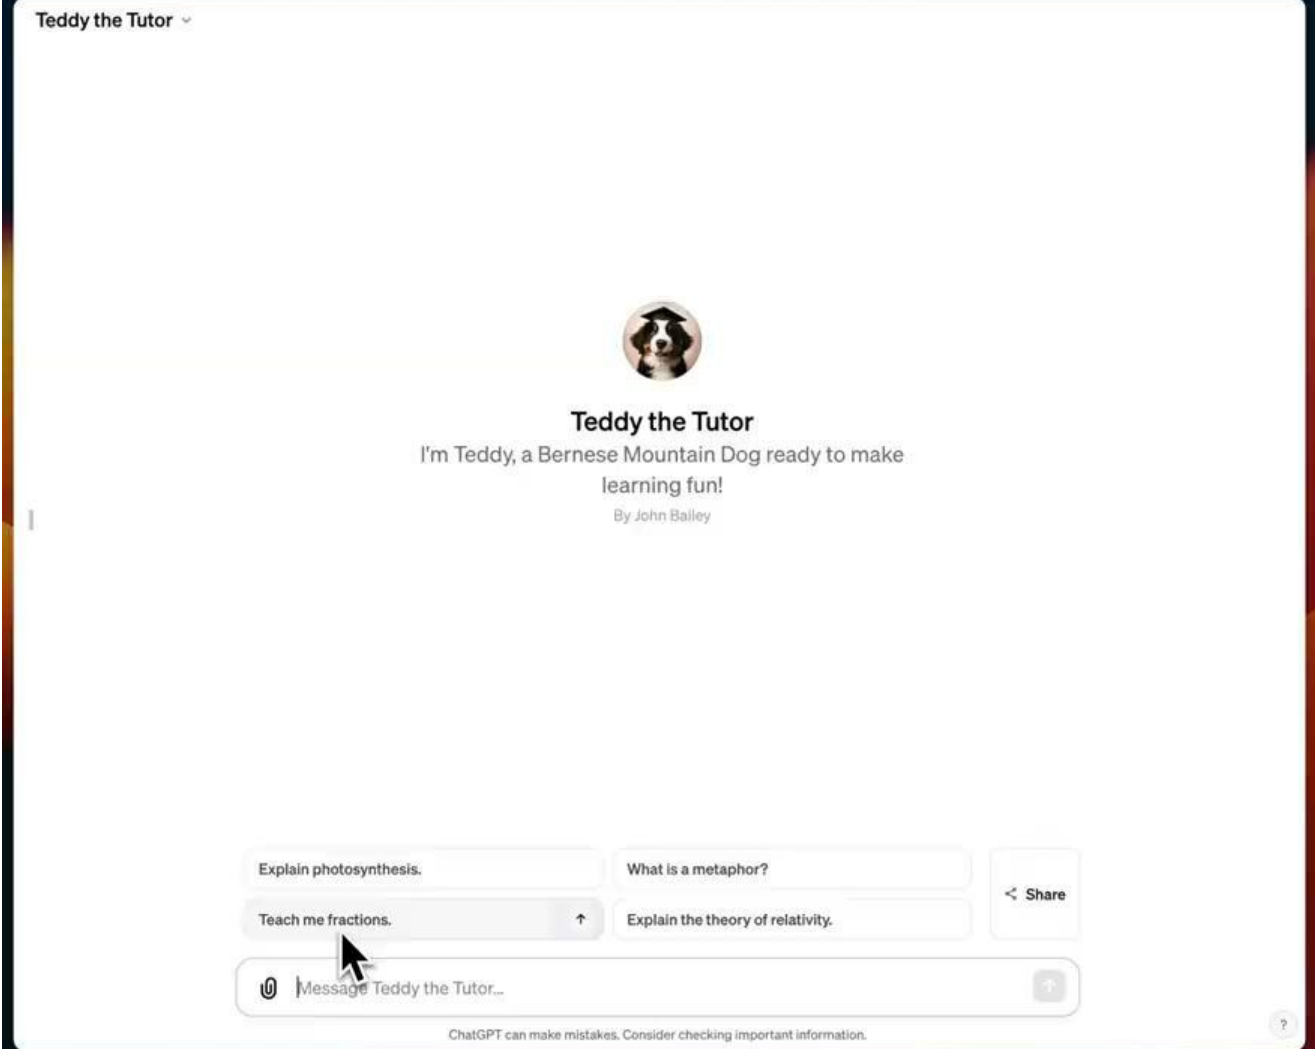 Teddy the Tutor
Teddy the Tutor
I'm Teddy, a Bernese Mountain Dog ready to make
learning fun!
By John Bailey
Explain photosynthesis.
What is a metaphor?
Teach me fractions.
Explain the theory of relativity.
Share
Message Teddy the Tutor...
ChatGPT can make mistakes. Consider checking important information.
?